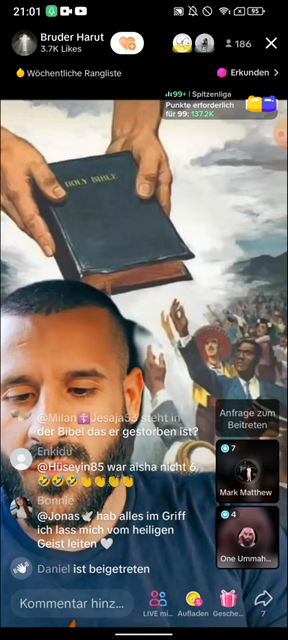 21:01
95
Bruder Harut
3.7K Likes
186
Wöchentliche Rangliste
Erkunden >
99+ | Spitzenliga
Punkte erforderlich
für 99: 137.2K
HOLY BIBLE
Anfrage zum
Beitreten
@Milan✝️Jesaja53 steht in
der Bibel das er gestorben ist?
Enkidu
@Hüseyin85 war aisha nicht 6
🤣🤣🤣👏👏👏👏
7
Mark Matthew
Bonnie
@Jonas🕊 hab alles im Griff
ich lass mich vom heiligen
Geist leiten 🤍
4
One Ummah...
Daniel ist beigetreten
Kommentar hinz...
LIVE mi...
Aufladen
Gesche...
7